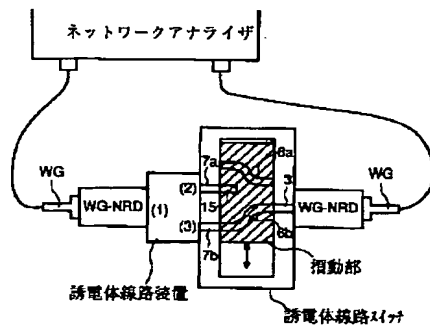 ネットワークアナライザ
WG
WG
7a
6a
WG-NRD
(1)
(2)
15
3
WG-NRD
(3)
6b
7b
摺動部
誘電体線路装置
誘電体線路スイッチ